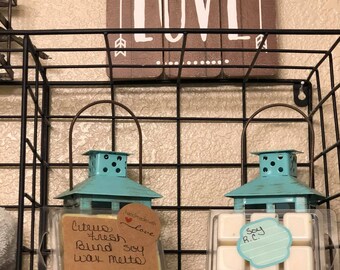 LOVE
Citrus
fresh
Blend Soy
Wax Melts
Soy
R.C.